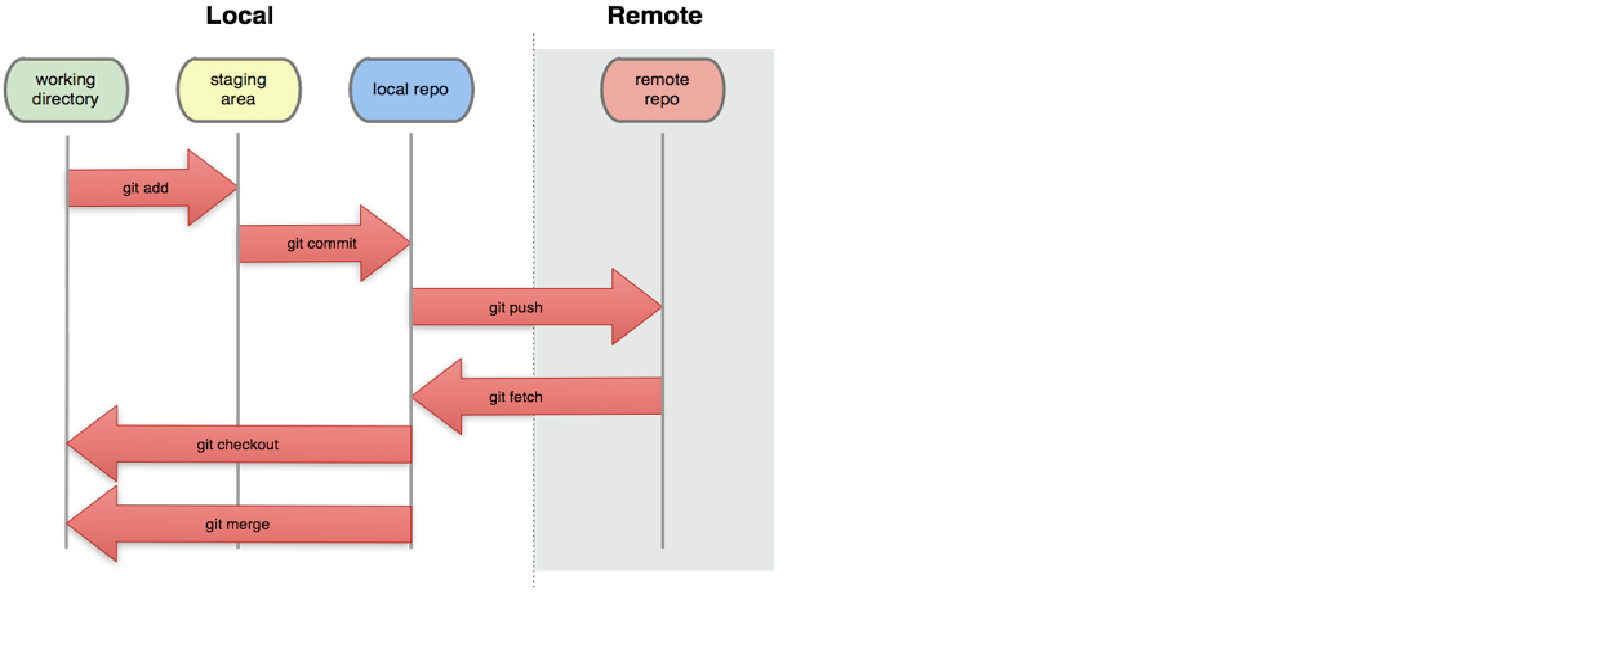 Local
Remote
working
directory
staging
area
local repo
remote
repo
git add
git commit
git push
git fetch
git checkout
git merge